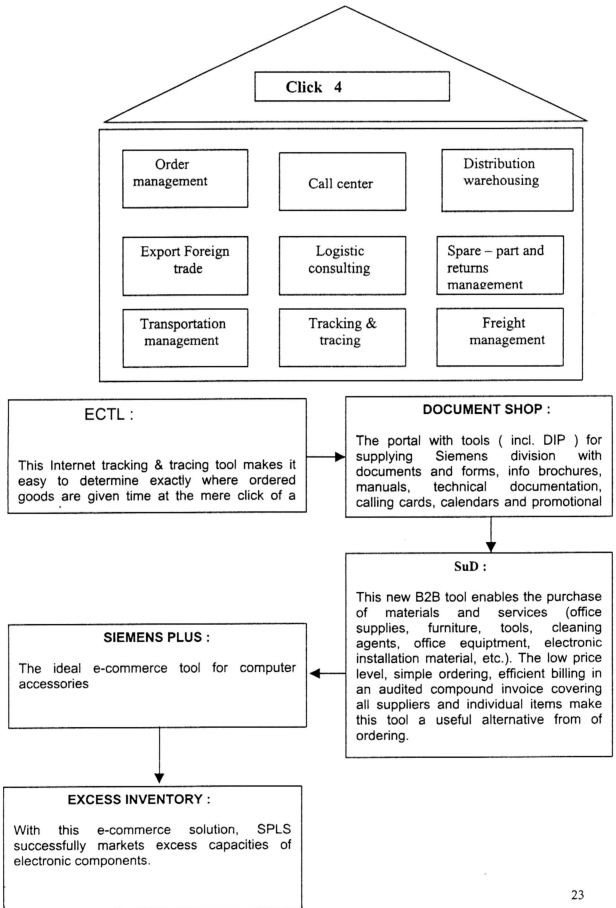 Click 4
Order
management
Call center
Distribution
warehousing
Export Foreign
trade
Logistic
consulting
Spare – part and
returns
management
Transportation
management
Tracking &
tracing
Freight
management
ECTL :
This Internet tracking & tracing tool makes it
easy to determine exactly where ordered
goods are given time at the mere click of a
DOCUMENT SHOP :
The portal with tools ( incl. DIP ) for
supplying Siemens division with
documents and forms, info brochures,
manuals, technical documentation,
calling cards, calendars and promotional
SuD :
This new B2B tool enables the purchase
of materials and services (office
supplies, furniture, tools, cleaning
agents, office equiptment, electronic
installation material, etc.). The low price
level, simple ordering, efficient billing in
an audited compound invoice covering
all suppliers and individual items make
this tool a useful alternative from of
ordering.
SIEMENS PLUS :
The ideal e-commerce tool for computer
accessories
EXCESS INVENTORY :
With this e-commerce solution, SPLS
successfully markets excess capacities of
electronic components.
23